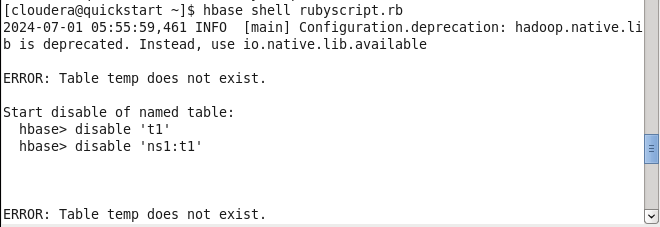 [cloudera@quickstart ~]$ hbase shell rubyscript.rb
2024-07-01 05:55:59,461 INFO  [main] Configuration.deprecation: hadoop.native.li
b is deprecated. Instead, use io.native.lib.available
ERROR: Table temp does not exist.
Start disable of named table:
  hbase> disable 't1'
  hbase> disable 'ns1:t1'
ERROR: Table temp does not exist.